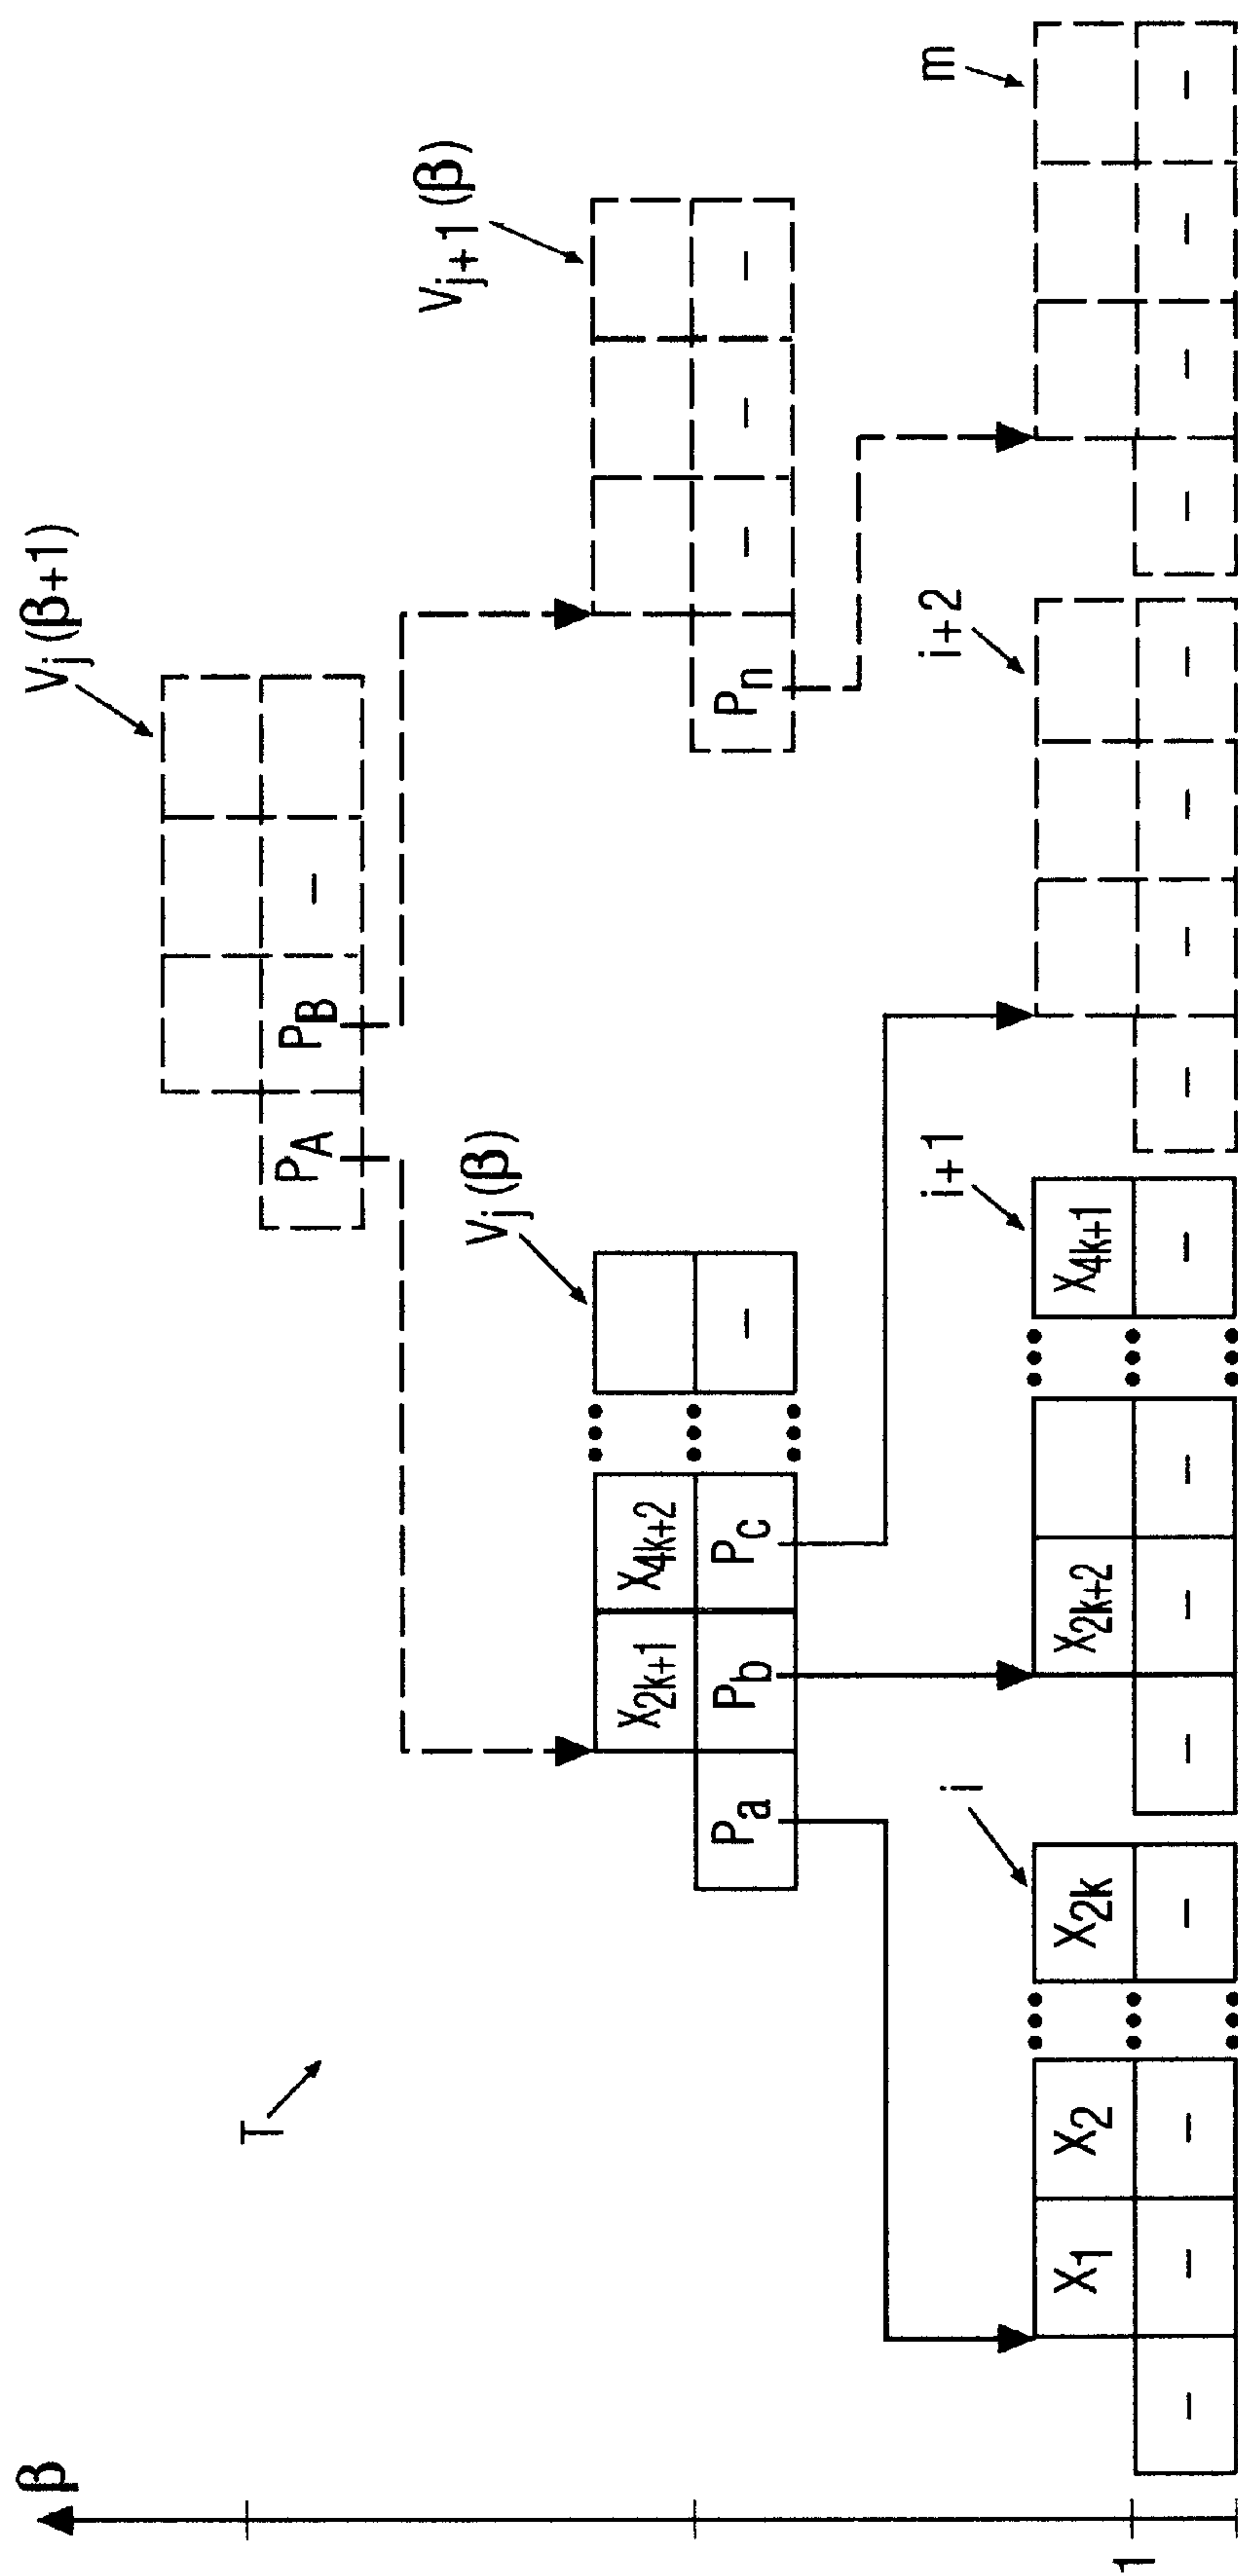 β
T
1
V_j (β+1)
P_A P_B –
V_j (β)
X_2k+1 X_4k+2
P_a P_b P_c –
V_j+1 (β)
P_n – – –
i
X_1 X_2 X_2k
– – – –
i+1
X_2k+2 X_4k+1
– – – –
i+2
– – – –
m
– – – –